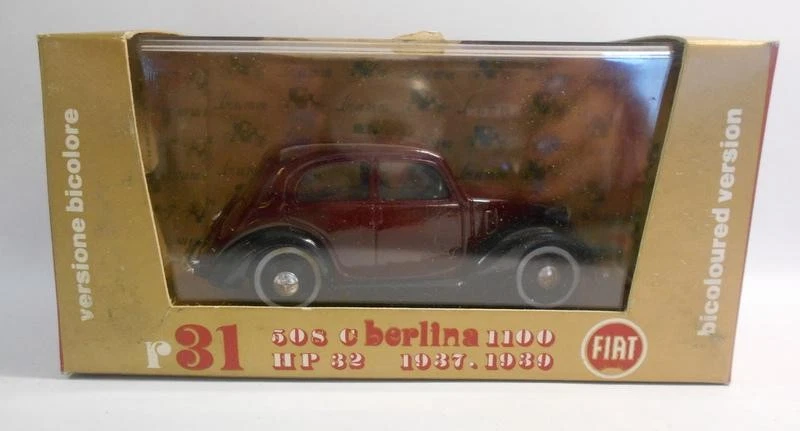 versione bicolore
bicoloured version
r31
508 C berlina 1100
HP 32 1937.1939
FIAT